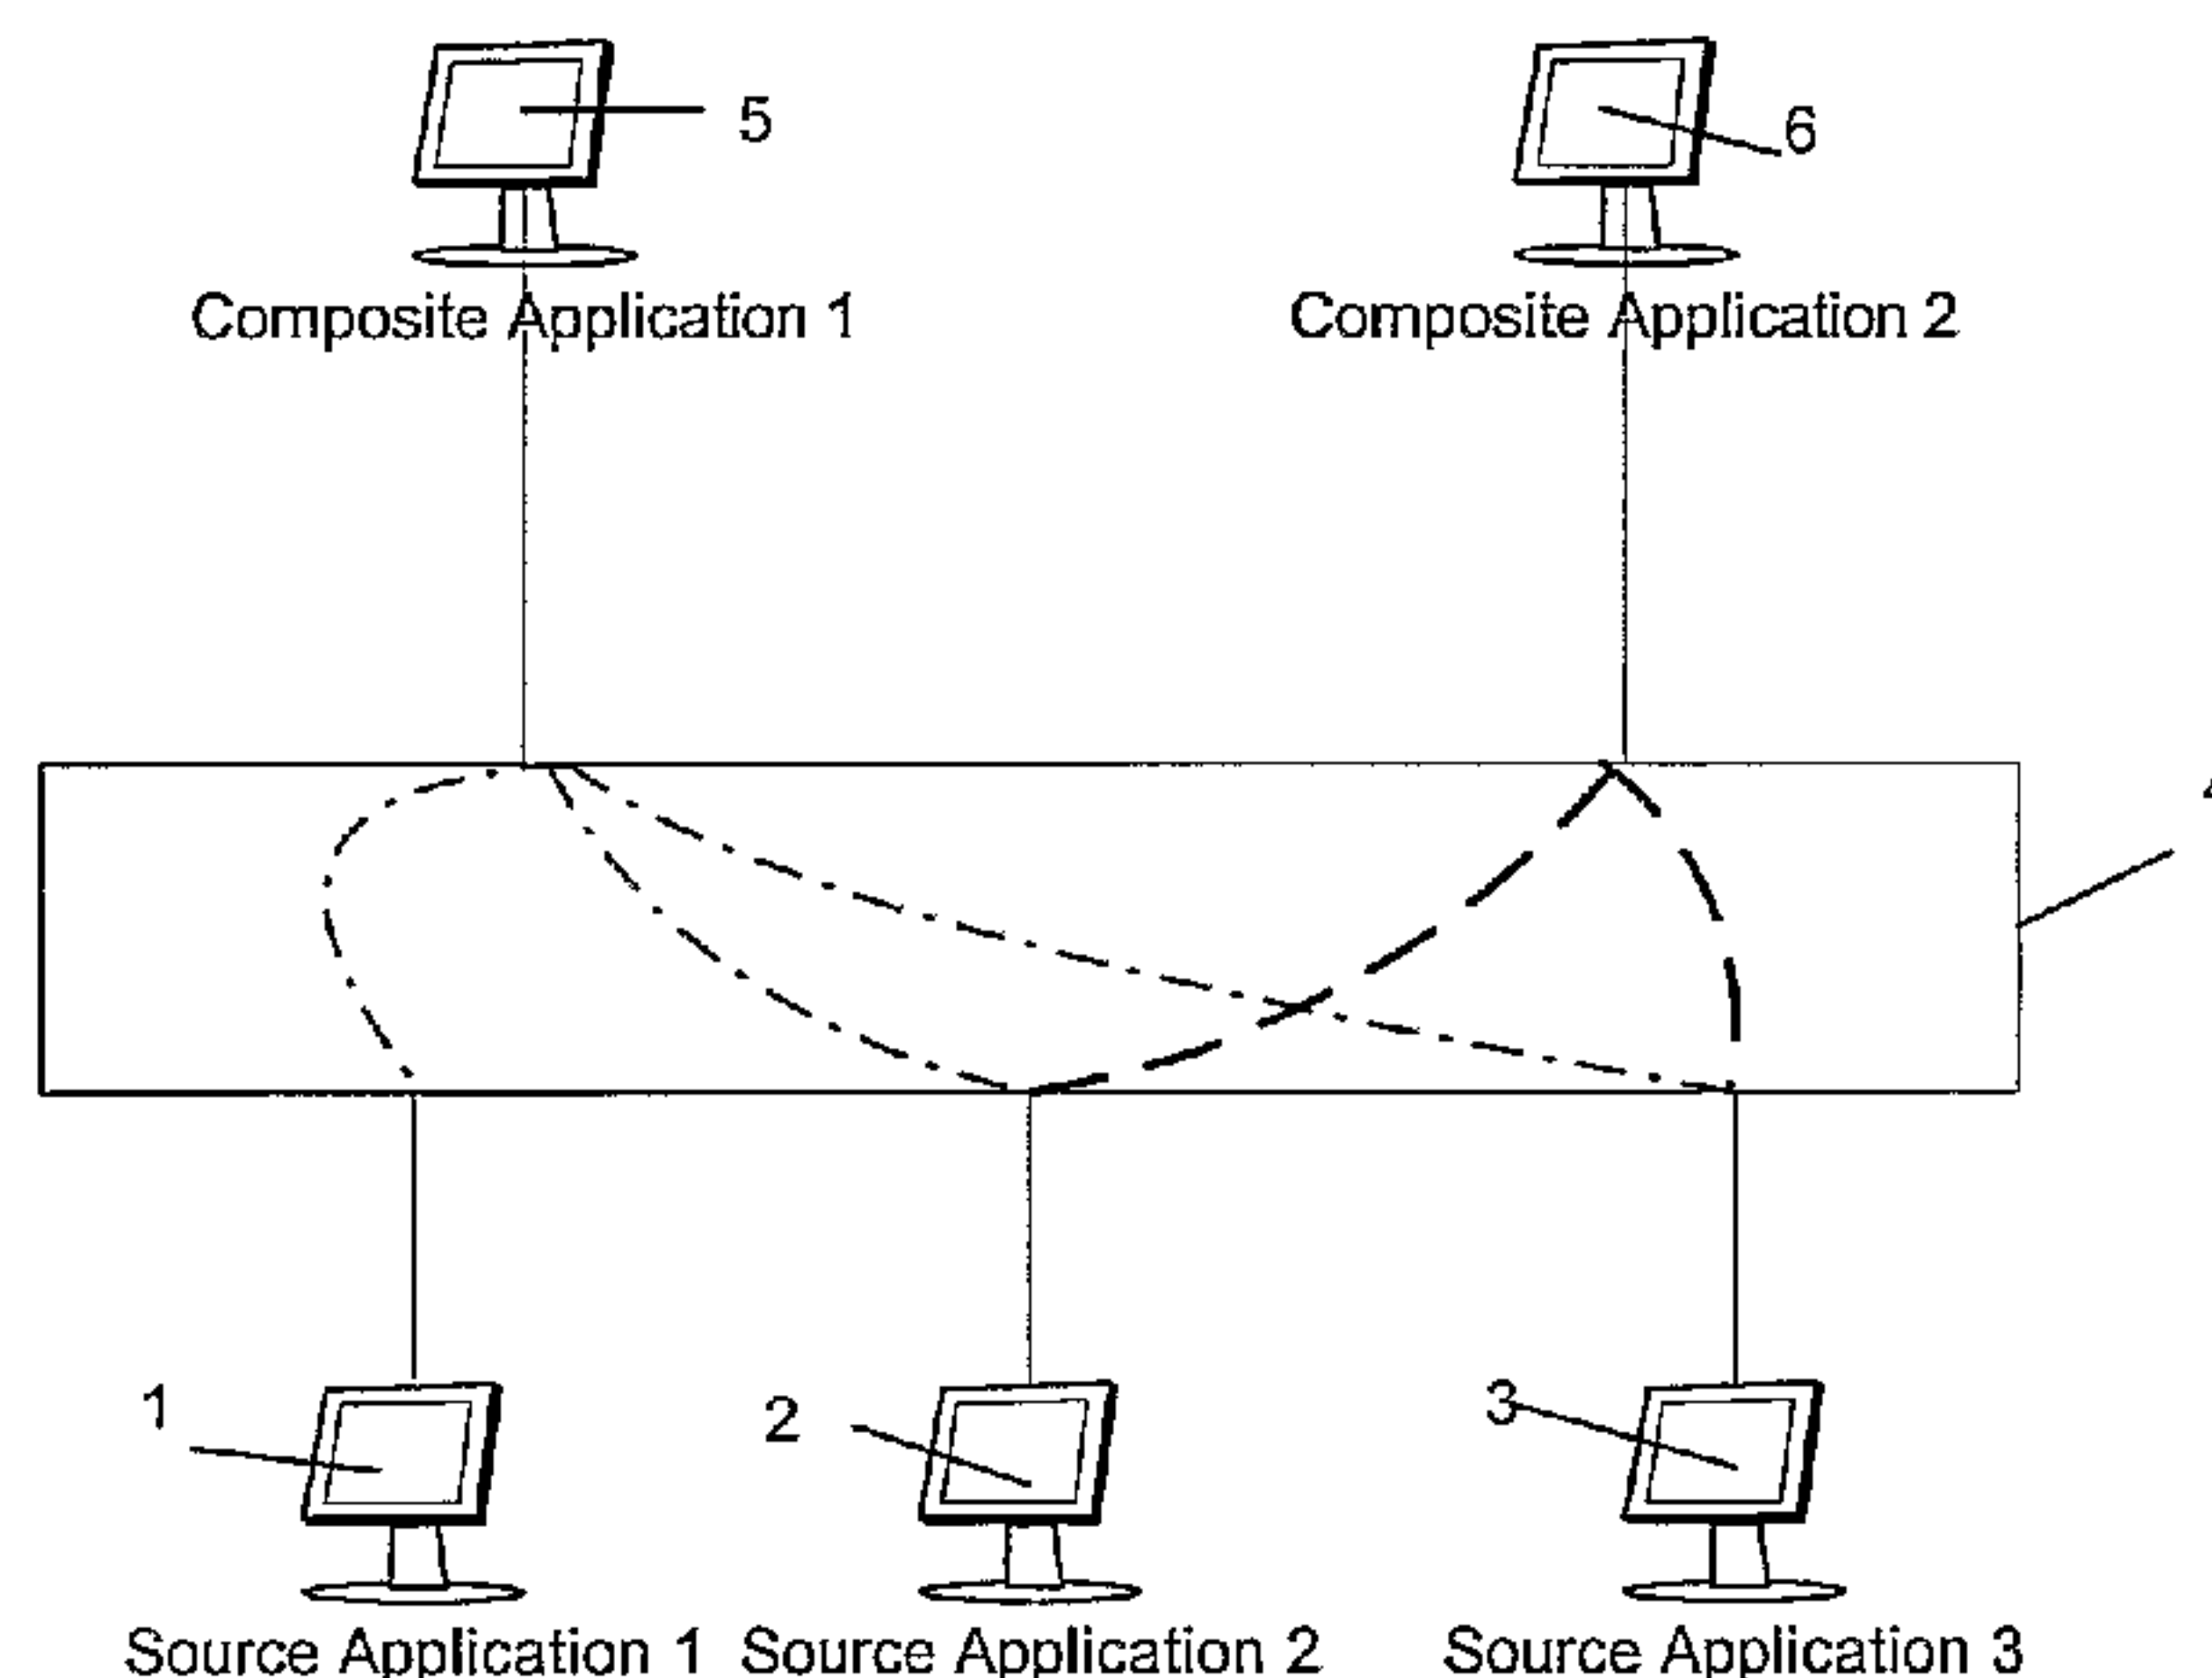 5
6
Composite Application 1
Composite Application 2
4
1
2
3
Source Application 1
Source Application 2
Source Application 3